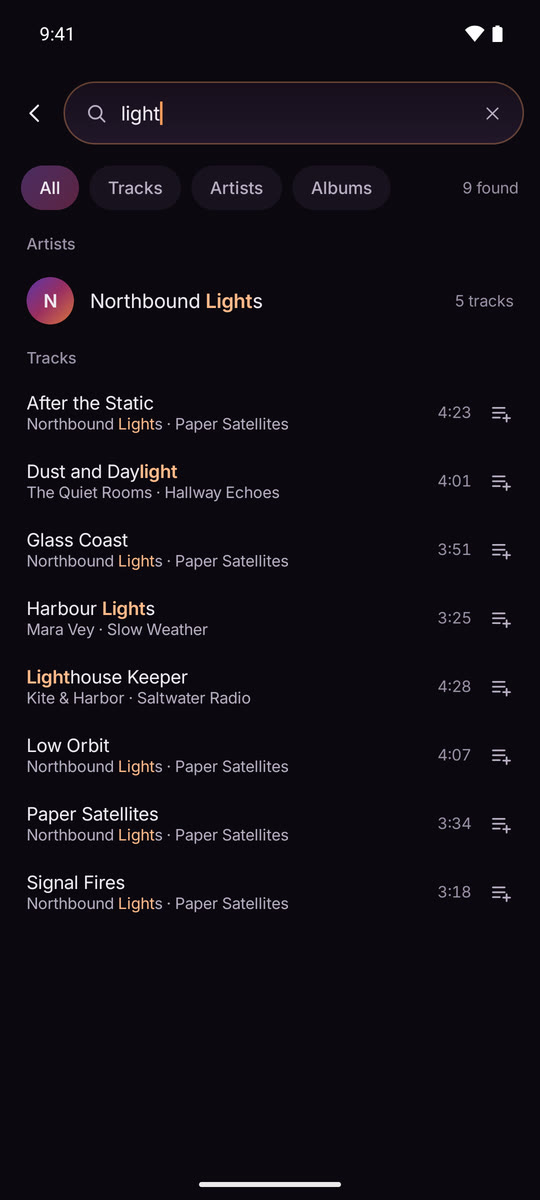 9:41
light
All Tracks Artists Albums 9 found
Artists
N Northbound Lights 5 tracks
Tracks
After the Static 4:23
Northbound Lights · Paper Satellites
Dust and Daylight 4:01
The Quiet Rooms · Hallway Echoes
Glass Coast 3:51
Northbound Lights · Paper Satellites
Harbour Lights 3:25
Mara Vey · Slow Weather
Lighthouse Keeper 4:28
Kite & Harbor · Saltwater Radio
Low Orbit 4:07
Northbound Lights · Paper Satellites
Paper Satellites 3:34
Northbound Lights · Paper Satellites
Signal Fires 3:18
Northbound Lights · Paper Satellites